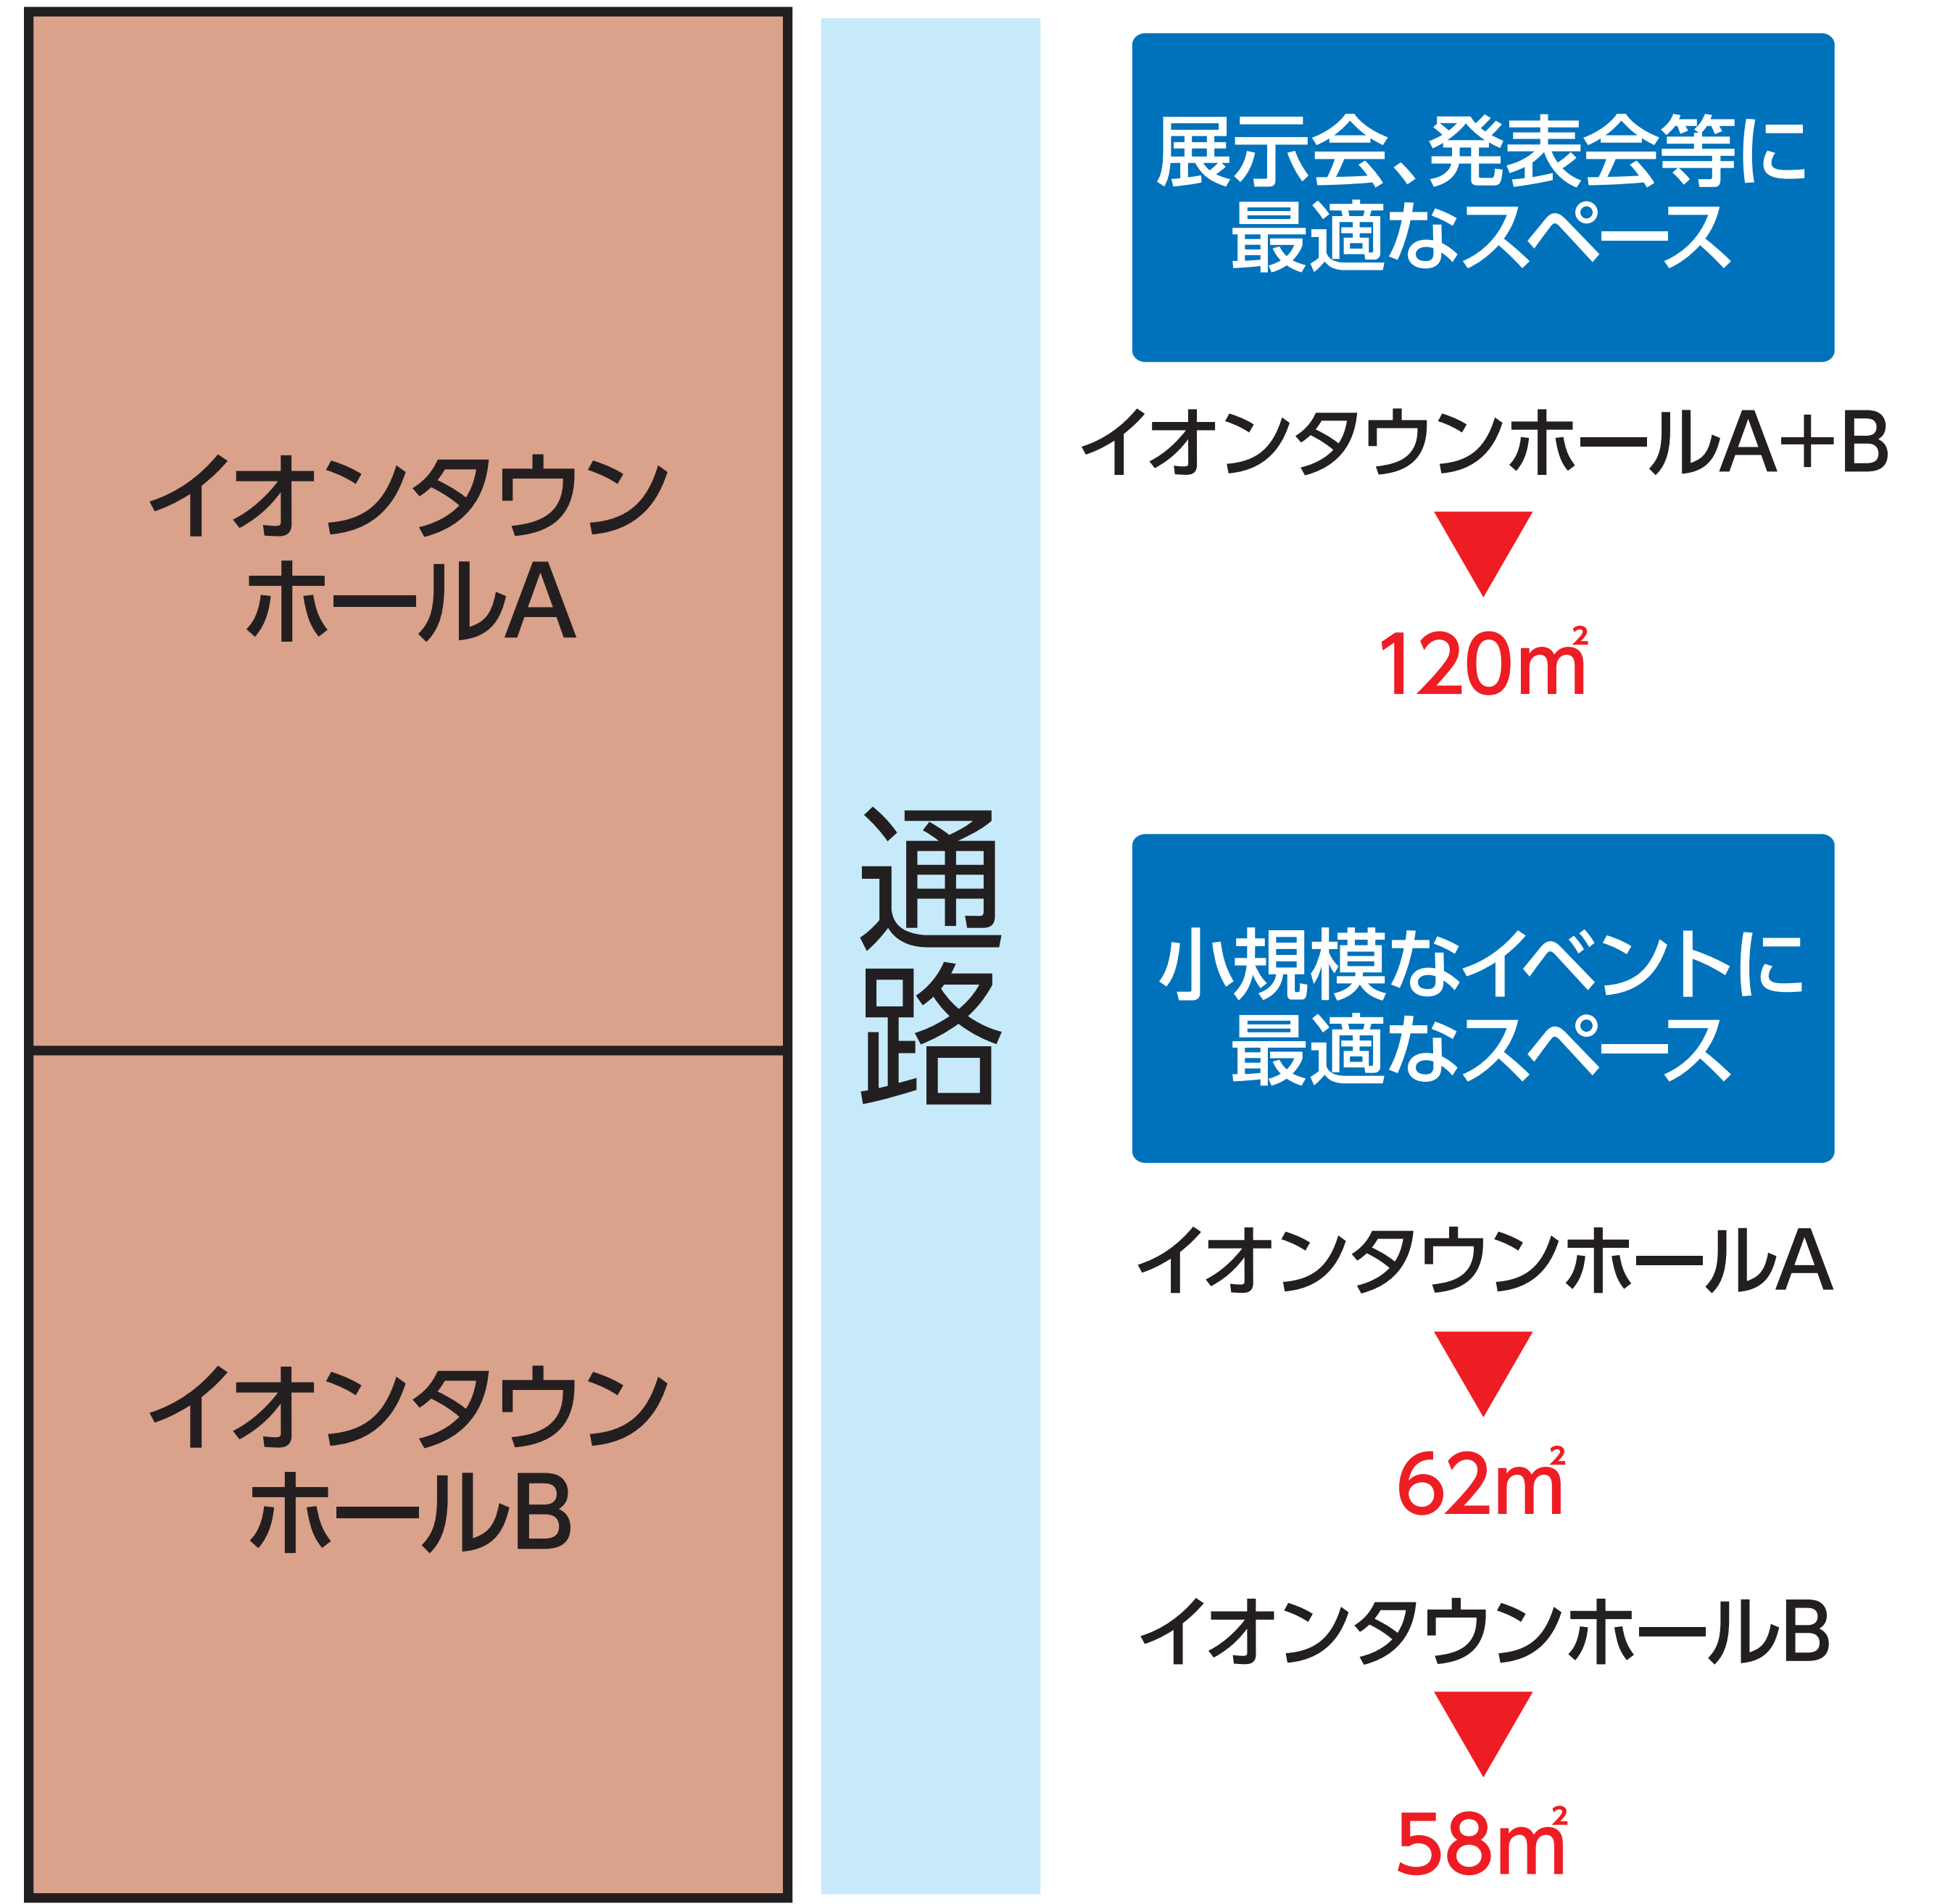 イオンタウン
ホールA
イオンタウン
ホールB
通路
展示会、発表会等に
最適なスペース
イオンタウンホールA+B
120㎡
小規模なイベントに
最適なスペース
イオンタウンホールA
62㎡
イオンタウンホールB
58㎡